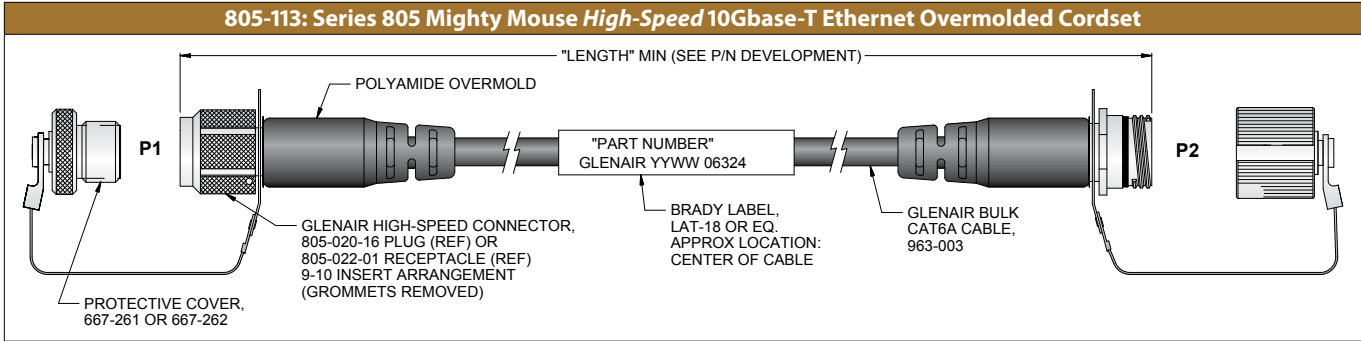 805-113: Series 805 Mighty Mouse High-Speed 10Gbase-T Ethernet Overmolded Cordset
"LENGTH" MIN (SEE P/N DEVELOPMENT)
POLYAMIDE OVERMOLD
P1
"PART NUMBER"
GLENAIR YYWW 06324
P2
GLENAIR HIGH-SPEED CONNECTOR,
805-020-16 PLUG (REF) OR
805-022-01 RECEPTACLE (REF)
9-10 INSERT ARRANGEMENT
(GROMMETS REMOVED)
BRADY LABEL,
LAT-18 OR EQ.
APPROX LOCATION:
CENTER OF CABLE
GLENAIR BULK
CAT6A CABLE,
963-003
PROTECTIVE COVER,
667-261 OR 667-262